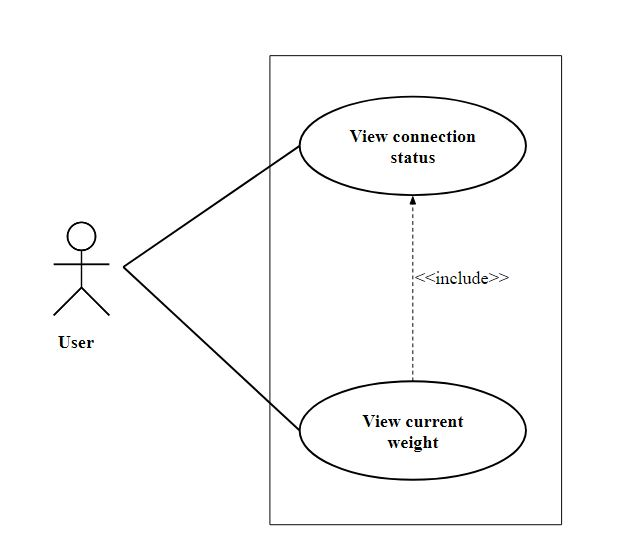 View connection
status
<<include>>
User
View current
weight